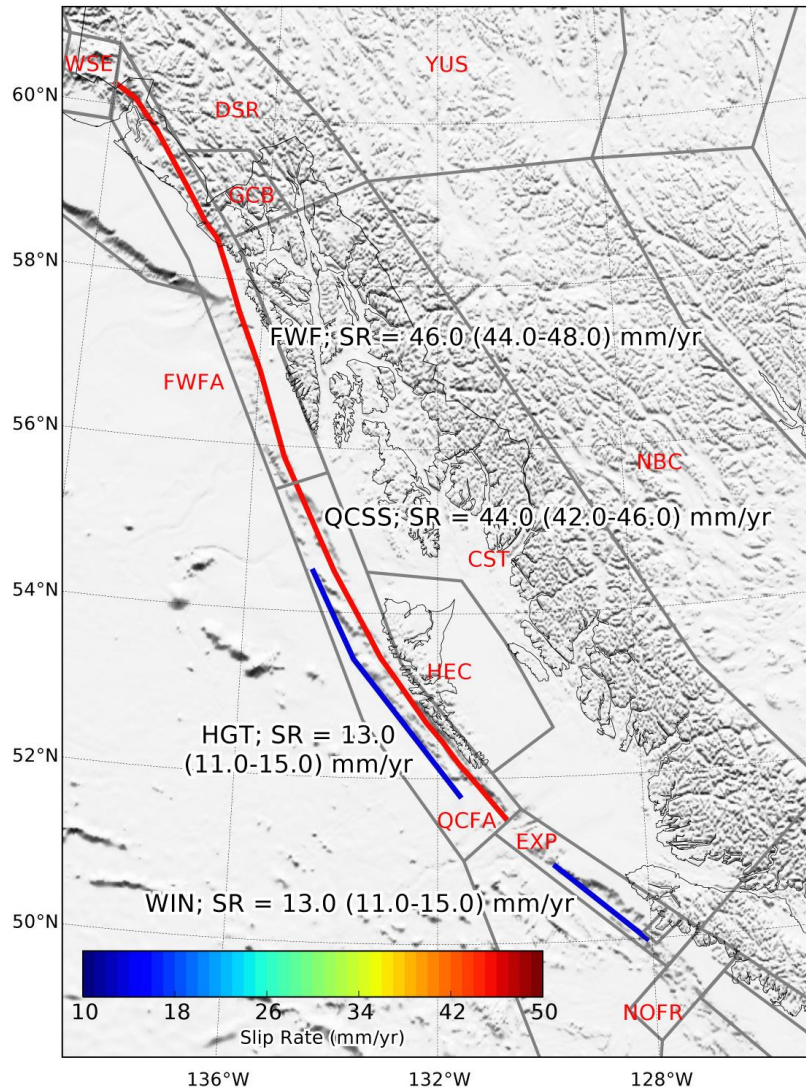 WSE
YUS
60°N
DSR
GCB
58°N
FWF; SR = 46.0 (44.0-48.0) mm/yr
FWFA
56°N
NBC
QCSS; SR = 44.0 (42.0-46.0) mm/yr
CST
54°N
HEC
HGT; SR = 13.0
(11.0-15.0) mm/yr
52°N
QCFA
EXP
WIN; SR = 13.0 (11.0-15.0) mm/yr
50°N
10 18 26 34 42 50
NOFR
Slip Rate (mm/yr)
136°W 132°W 128°W